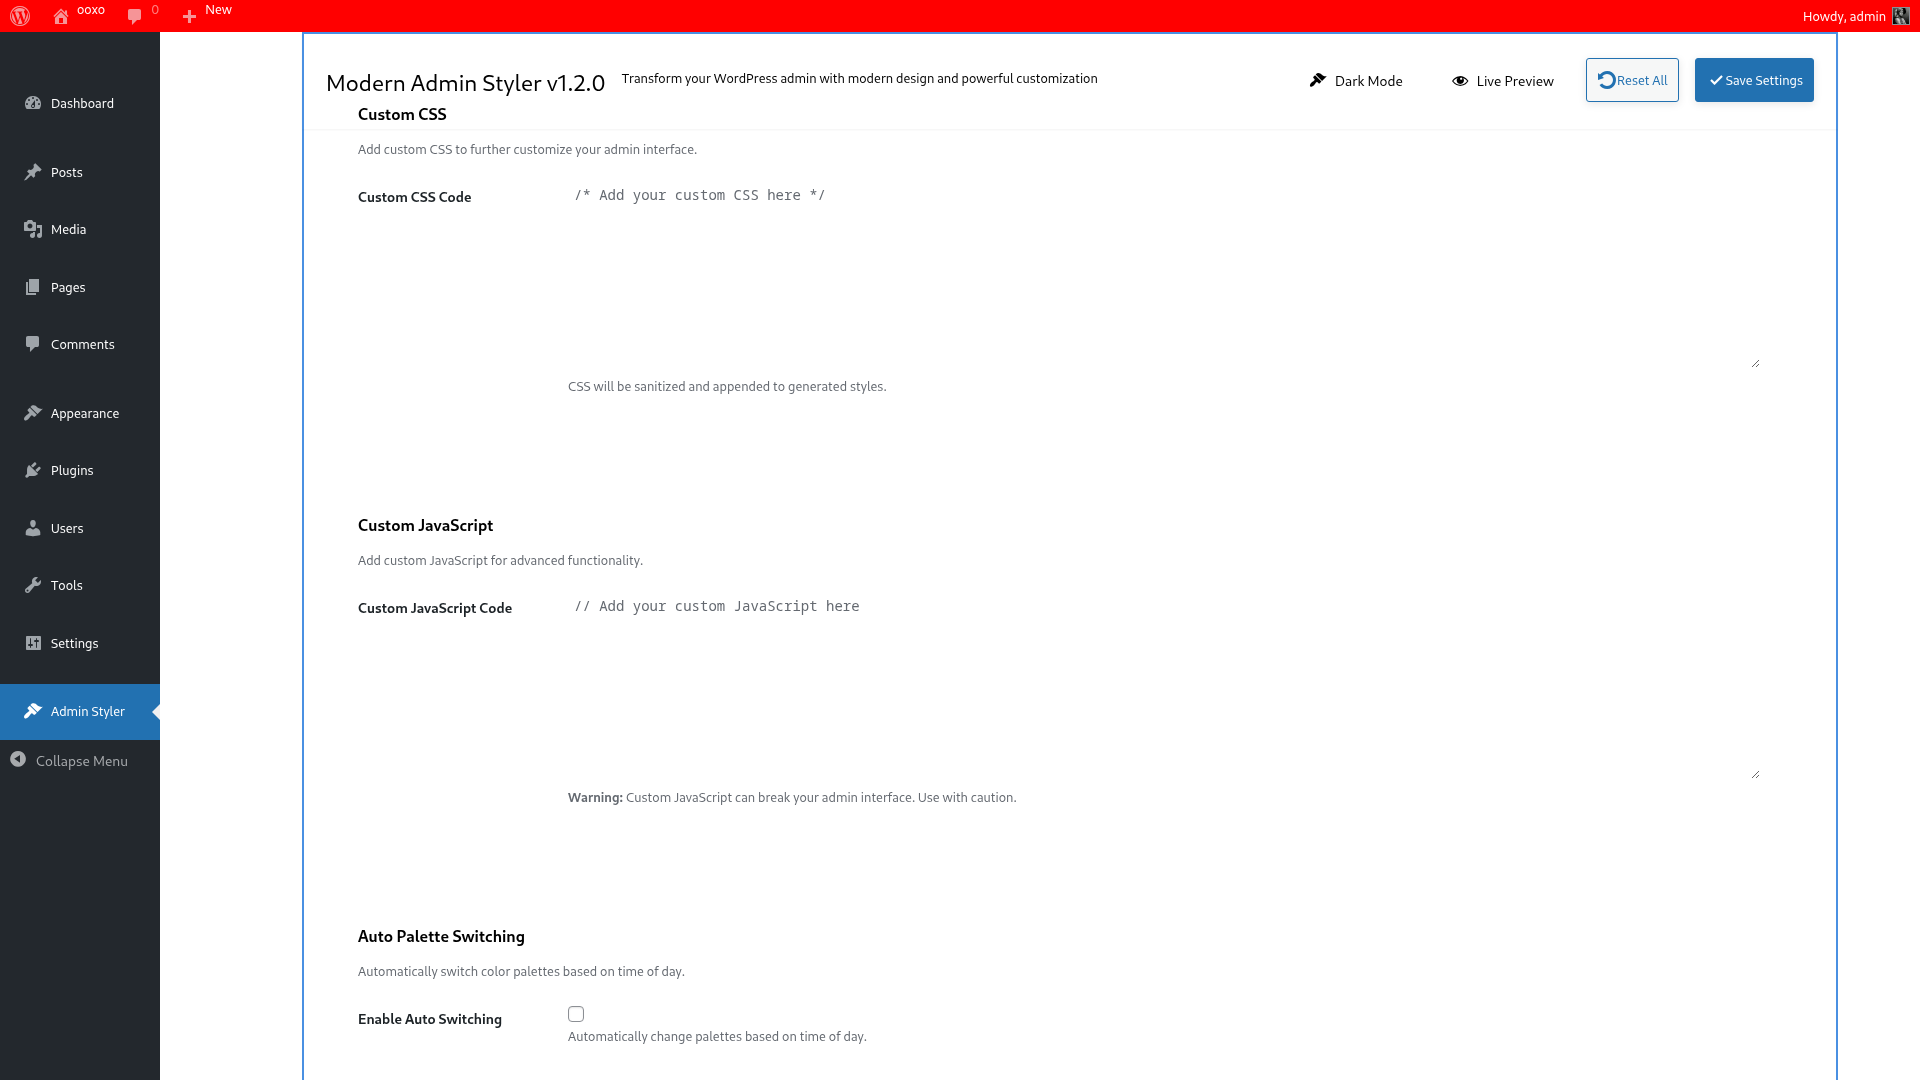 ooxo
0
New
Howdy, admin
Dashboard
Posts
Media
Pages
Comments
Appearance
Plugins
Users
Tools
Settings
Admin Styler
Collapse Menu
Modern Admin Styler v1.2.0
Transform your WordPress admin with modern design and powerful customization
Dark Mode
Live Preview
Reset All
Save Settings
Custom CSS
Add custom CSS to further customize your admin interface.
Custom CSS Code
/* Add your custom CSS here */
CSS will be sanitized and appended to generated styles.
Custom JavaScript
Add custom JavaScript for advanced functionality.
Custom JavaScript Code
// Add your custom JavaScript here
Warning: Custom JavaScript can break your admin interface. Use with caution.
Auto Palette Switching
Automatically switch color palettes based on time of day.
Enable Auto Switching
Automatically change palettes based on time of day.